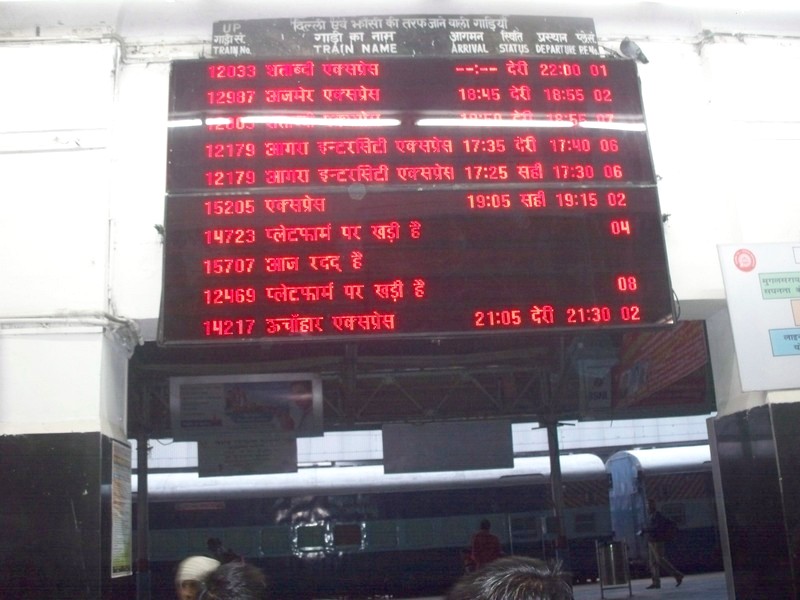 UP
दिल्ली एवं झाँसी की तरफ जाने वाली गाड़ियाँ
गाड़ी सं. गाड़ी का नाम आगमन स्थिति प्रस्थान
TRAIN No. TRAIN NAME ARRIVAL STATUS DEPARTURE
12033 शताब्दी एक्सप्रेस --:-- देरी 22:00 01
12987 अजमेर एक्सप्रेस 18:45 देरी 18:55 02
12179 आगरा इन्टरसिटी एक्सप्रेस 17:35 देरी 17:40 06
12179 आगरा इन्टरसिटी एक्सप्रेस 17:25 सही 17:30 06
15205 एक्सप्रेस 19:05 सही 19:15 02
14723 प्लेटफार्म पर खड़ी है 04
15707 आज रदद् है
12469 प्लेटफार्म पर खड़ी है 08
14217 ऊचाँहार एक्सप्रेस 21:05 देरी 21:30 02